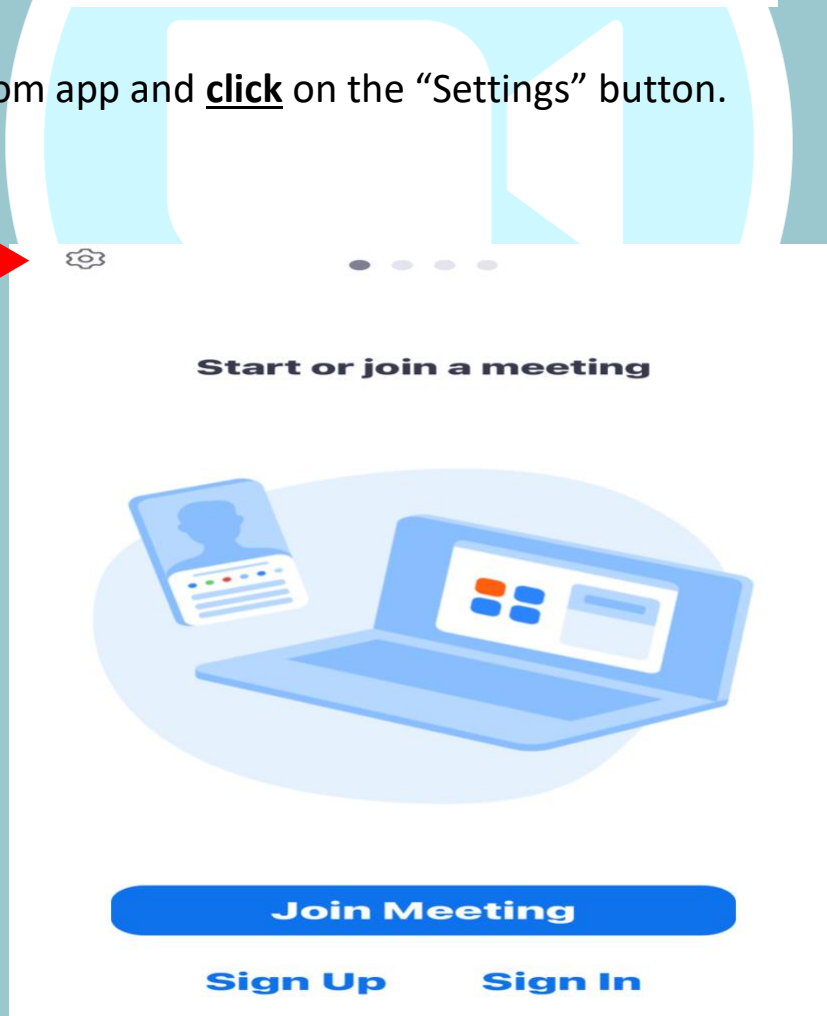 om app and click on the “Settings” button.
Start or join a meeting
Join Meeting
Sign Up Sign In